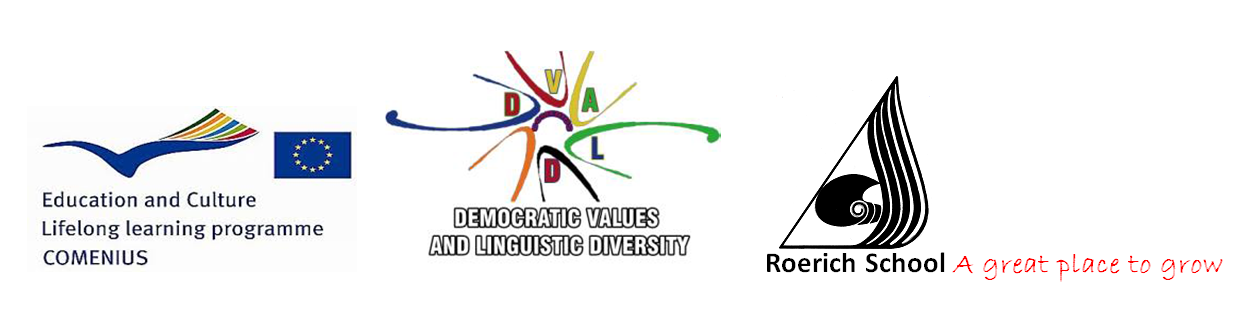 Education and Culture
Lifelong learning programme
COMENIUS
D V A L D
DEMOCRATIC VALUES
AND LINGUISTIC DIVERSITY
Roerich School A great place to grow